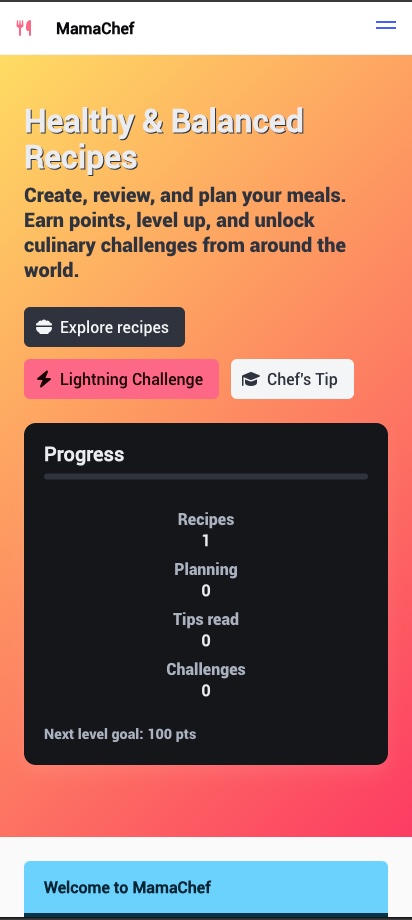 MamaChef
Healthy & Balanced
Recipes
Create, review, and plan your meals.
Earn points, level up, and unlock
culinary challenges from around the
world.
Explore recipes
Lightning Challenge
Chef's Tip
Progress
Recipes
1
Planning
0
Tips read
0
Challenges
0
Next level goal: 100 pts
Welcome to MamaChef